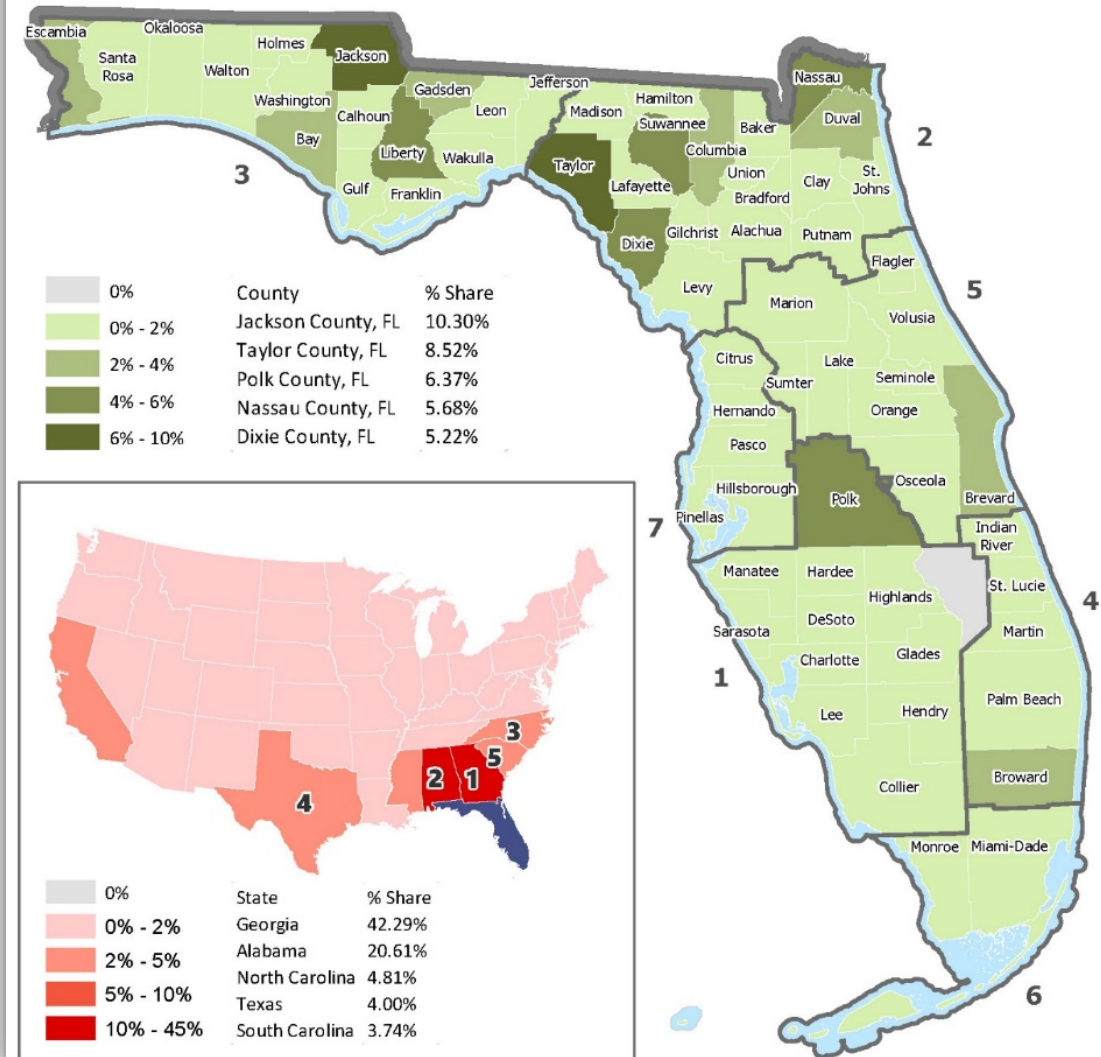 Escambia
Okaloosa
Santa
Rosa
Walton
Holmes
Washington
Jackson
Bay
Calhoun
Gulf
Liberty
Gadsden
Franklin
Leon
Wakulla
Jefferson
3
Madison
Taylor
Hamilton
Suwannee
Lafayette
Dixie
Columbia
Gilchrist
Levy
Baker
Union
Bradford
Alachua
Nassau
Duval
Clay
St.
Johns
Putnam
2
Flagler
5
Marion
Volusia
Citrus
Sumter
Lake
Seminole
Hernando
Orange
Pasco
Hillsborough
Pinellas
Polk
Osceola
Brevard
7
Indian
River
St. Lucie
4
Manatee
Hardee
Highlands
Sarasota
DeSoto
Martin
Charlotte
Glades
1
Lee
Hendry
Palm Beach
Collier
Broward
Monroe
Miami-Dade
6
0%
0% - 2%
2% - 4%
4% - 6%
6% - 10%
County % Share
Jackson County, FL 10.30%
Taylor County, FL 8.52%
Polk County, FL 6.37%
Nassau County, FL 5.68%
Dixie County, FL 5.22%
3
5
2
1
4
0%
0% - 2%
2% - 5%
5% - 10%
10% - 45%
State % Share
Georgia 42.29%
Alabama 20.61%
North Carolina 4.81%
Texas 4.00%
South Carolina 3.74%